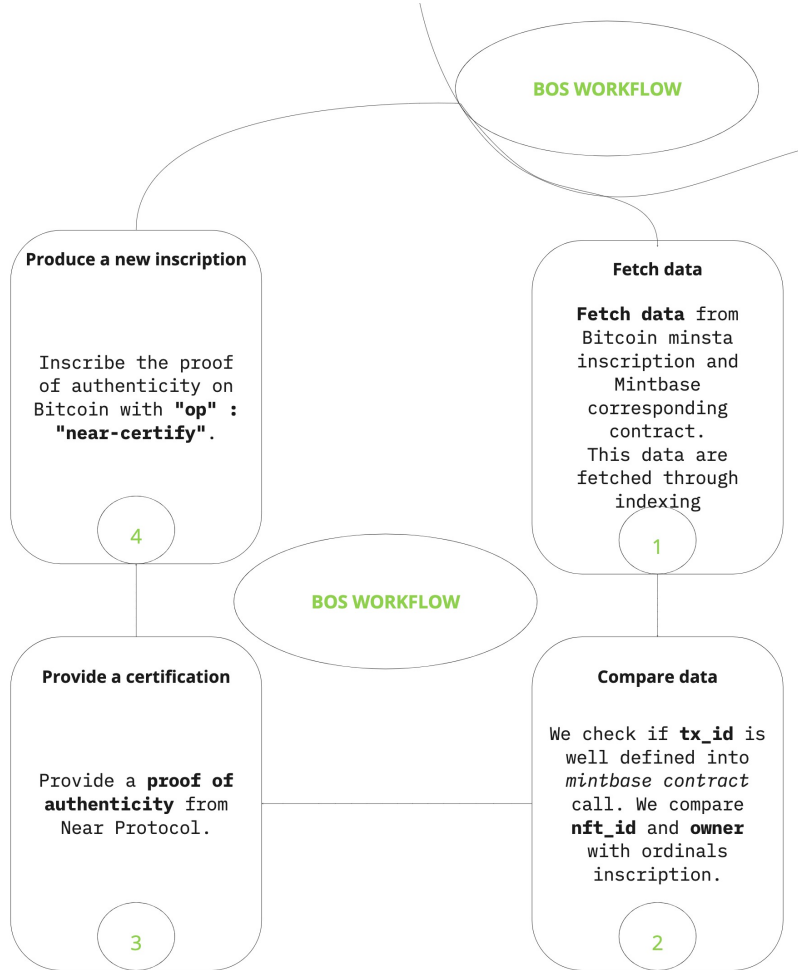 BOS WORKFLOW
Produce a new inscription
Inscribe the proof
of authenticity on
Bitcoin with "op" :
"near-certify".
4
Fetch data
Fetch data from
Bitcoin minsta
inscription and
Mintbase
corresponding
contract.
This data are
fetched through
indexing
1
BOS WORKFLOW
Provide a certification
Provide a proof of
authenticity from
Near Protocol.
3
Compare data
We check if tx_id is
well defined into
mintbase contract
call. We compare
nft_id and owner
with ordinals
inscription.
2